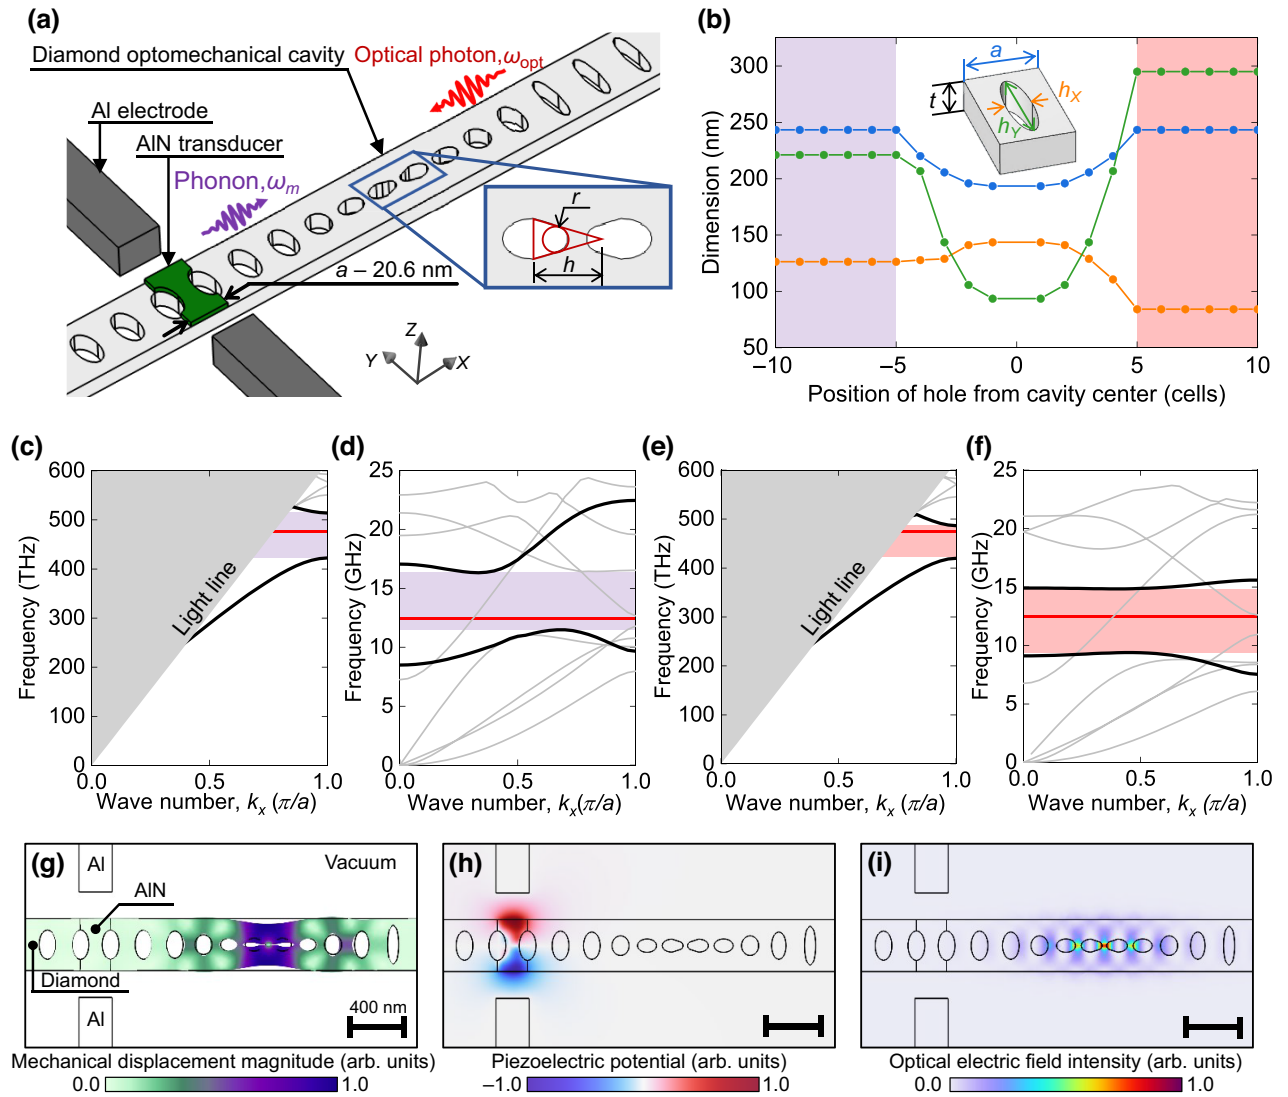 (a)
Diamond optomechanical cavity
Optical photon, ωopt
Al electrode
AlN transducer
Phonon, ωm
a – 20.6 nm
r
h
Z
Y
X
(b)
Dimension (nm)
300
250
200
150
100
50
a
t
hX
hY
–10
–5
0
5
10
Position of hole from cavity center (cells)
(c)
Frequency (THz)
600
500
400
300
200
100
0
Light line
0.0
0.5
1.0
Wave number, kx (π/a)
(d)
Frequency (GHz)
25
20
15
10
5
0
0.0
0.5
1.0
Wave number, kx(π/a)
(e)
Frequency (THz)
600
500
400
300
200
100
0
Light line
0.0
0.5
1.0
Wave number, kx (π/a)
(f)
Frequency (GHz)
25
20
15
10
5
0
0.0
0.5
1.0
Wave number, kx (π/a)
(g)
Al
Vacuum
AlN
Diamond
Al
400 nm
Mechanical displacement magnitude (arb. units)
0.0
1.0
(h)
Piezoelectric potential (arb. units)
–1.0
1.0
(i)
Optical electric field intensity (arb. units)
0.0
1.0